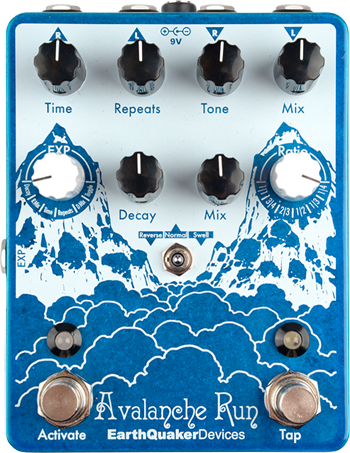 R L R L
9V
Time Repeats Tone Mix
EXP Ratio
Decay Mix
Reverse Normal Swell
EXP
Avalanche Run
Activate EarthQuakerDevices Tap